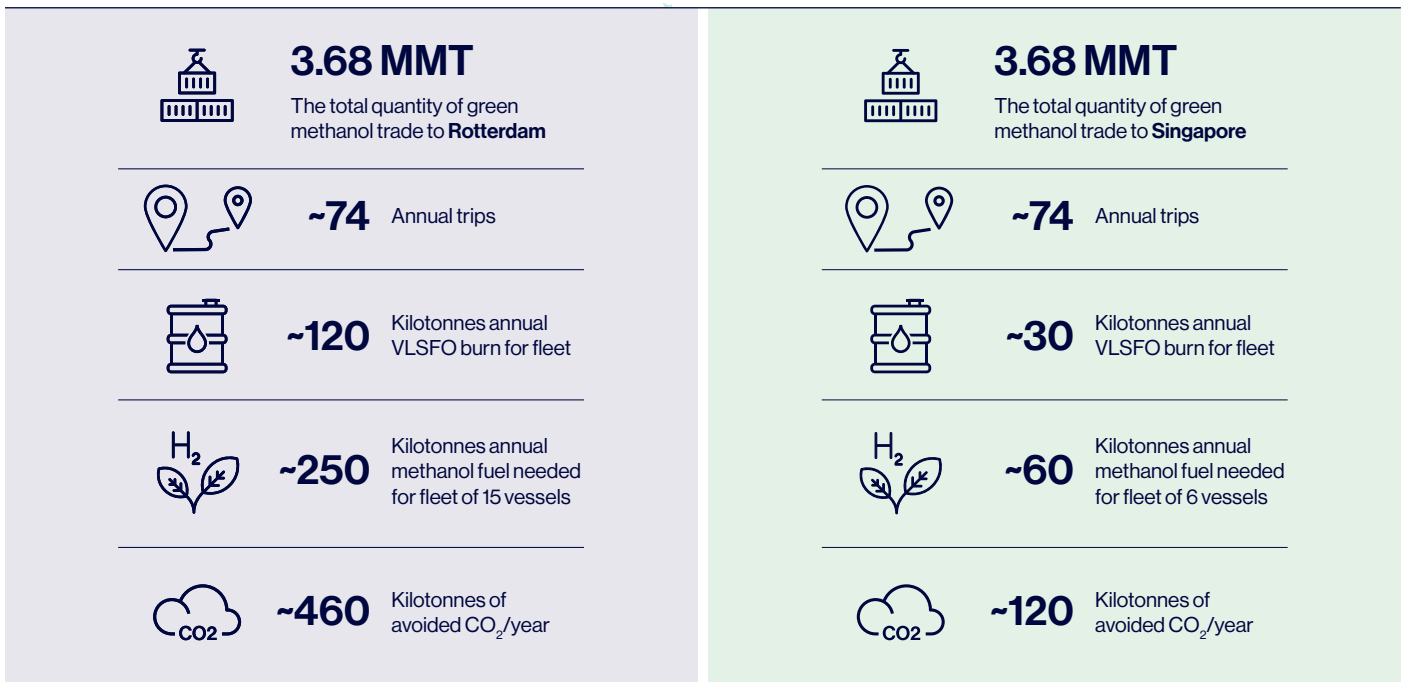 3.68 MMT
The total quantity of green
methanol trade to Rotterdam
~74
Annual trips
~120
Kilotonnes annual
VLSFO burn for fleet
H₂
~250
Kilotonnes annual
methanol fuel needed
for fleet of 15 vessels
CO2
~460
Kilotonnes of
avoided CO₂/year
3.68 MMT
The total quantity of green
methanol trade to Singapore
~74
Annual trips
~30
Kilotonnes annual
VLSFO burn for fleet
H₂
~60
Kilotonnes annual
methanol fuel needed
for fleet of 6 vessels
CO2
~120
Kilotonnes of
avoided CO₂/year